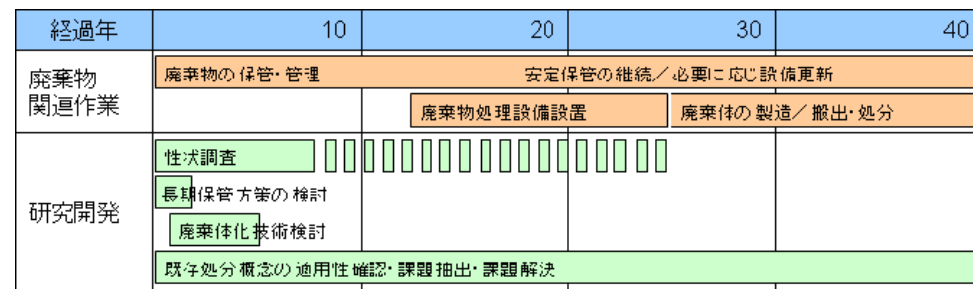 経過年 10 20 30 40
廃棄物
関連作業
廃棄物の保管・管理 安定保管の継続／必要に応じ設備更新
廃棄物処理設備設置 廃棄体の製造／搬出・処分
研究開発
性状調査
長期保管方策の検討
廃棄体化技術検討
既存処分概念の適用性確認・課題抽出・課題解決